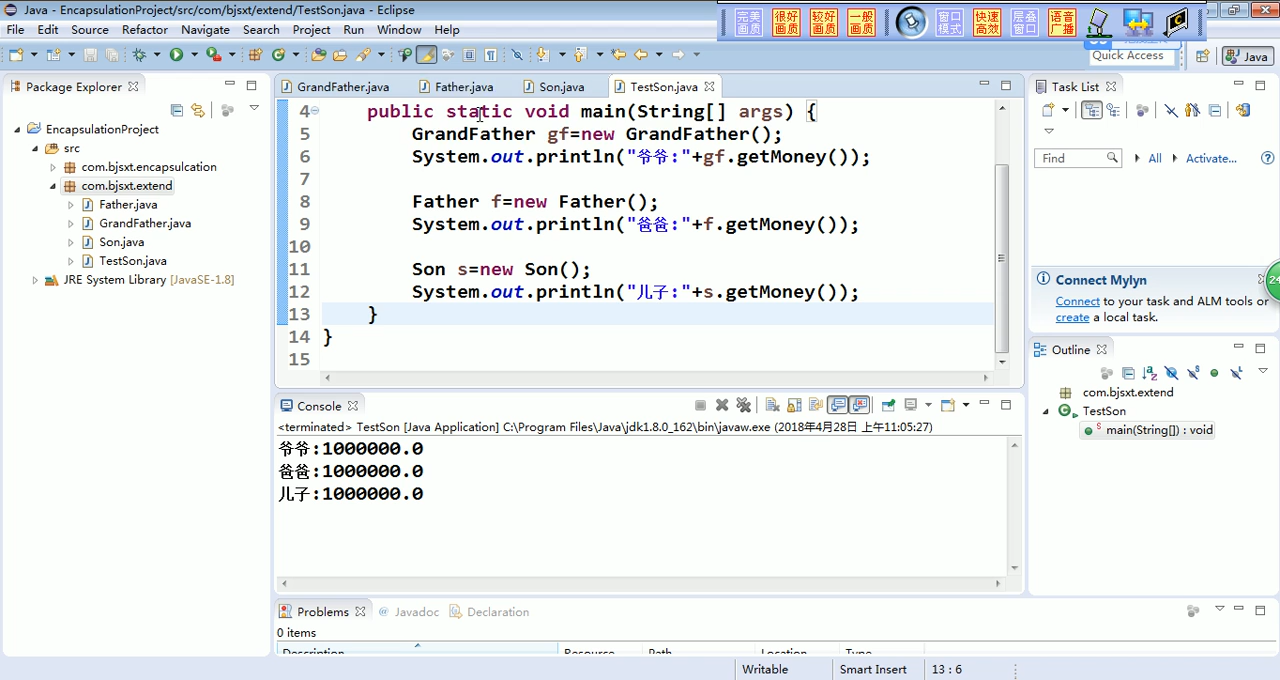 Java - EncapsulationProject/src/com/bjsxt/extend/TestSon.java - Eclipse
File Edit Source Refactor Navigate Search Project Run Window Help
完美画质 很好画质 较好画质 一般画质 窗口模式 快速高效 层叠窗口 语音广播
Quick Access
Java
Package Explorer
EncapsulationProject
src
com.bjsxt.encapsulcation
com.bjsxt.extend
Father.java
GrandFather.java
Son.java
TestSon.java
JRE System Library [JavaSE-1.8]
GrandFather.java Father.java Son.java TestSon.java
4 public static void main(String[] args) {
5 GrandFather gf=new GrandFather();
6 System.out.println("爷爷:"+gf.getMoney());
7
8 Father f=new Father();
9 System.out.println("爸爸:"+f.getMoney());
10
11 Son s=new Son();
12 System.out.println("儿子:"+s.getMoney());
13 }
14 }
15
Console
<terminated> TestSon [Java Application] C:\Program Files\Java\jdk1.8.0_162\bin\javaw.exe (2018年4月28日 上午11:05:27)
爷爷:1000000.0
爸爸:1000000.0
儿子:1000000.0
Problems @ Javadoc Declaration
0 items
Description Resource Path Location Type
Task List
Find All Activate...
Connect Mylyn
Connect to your task and ALM tools or
create a local task.
Outline
com.bjsxt.extend
TestSon
main(String[]) : void
Writable Smart Insert 13 : 6